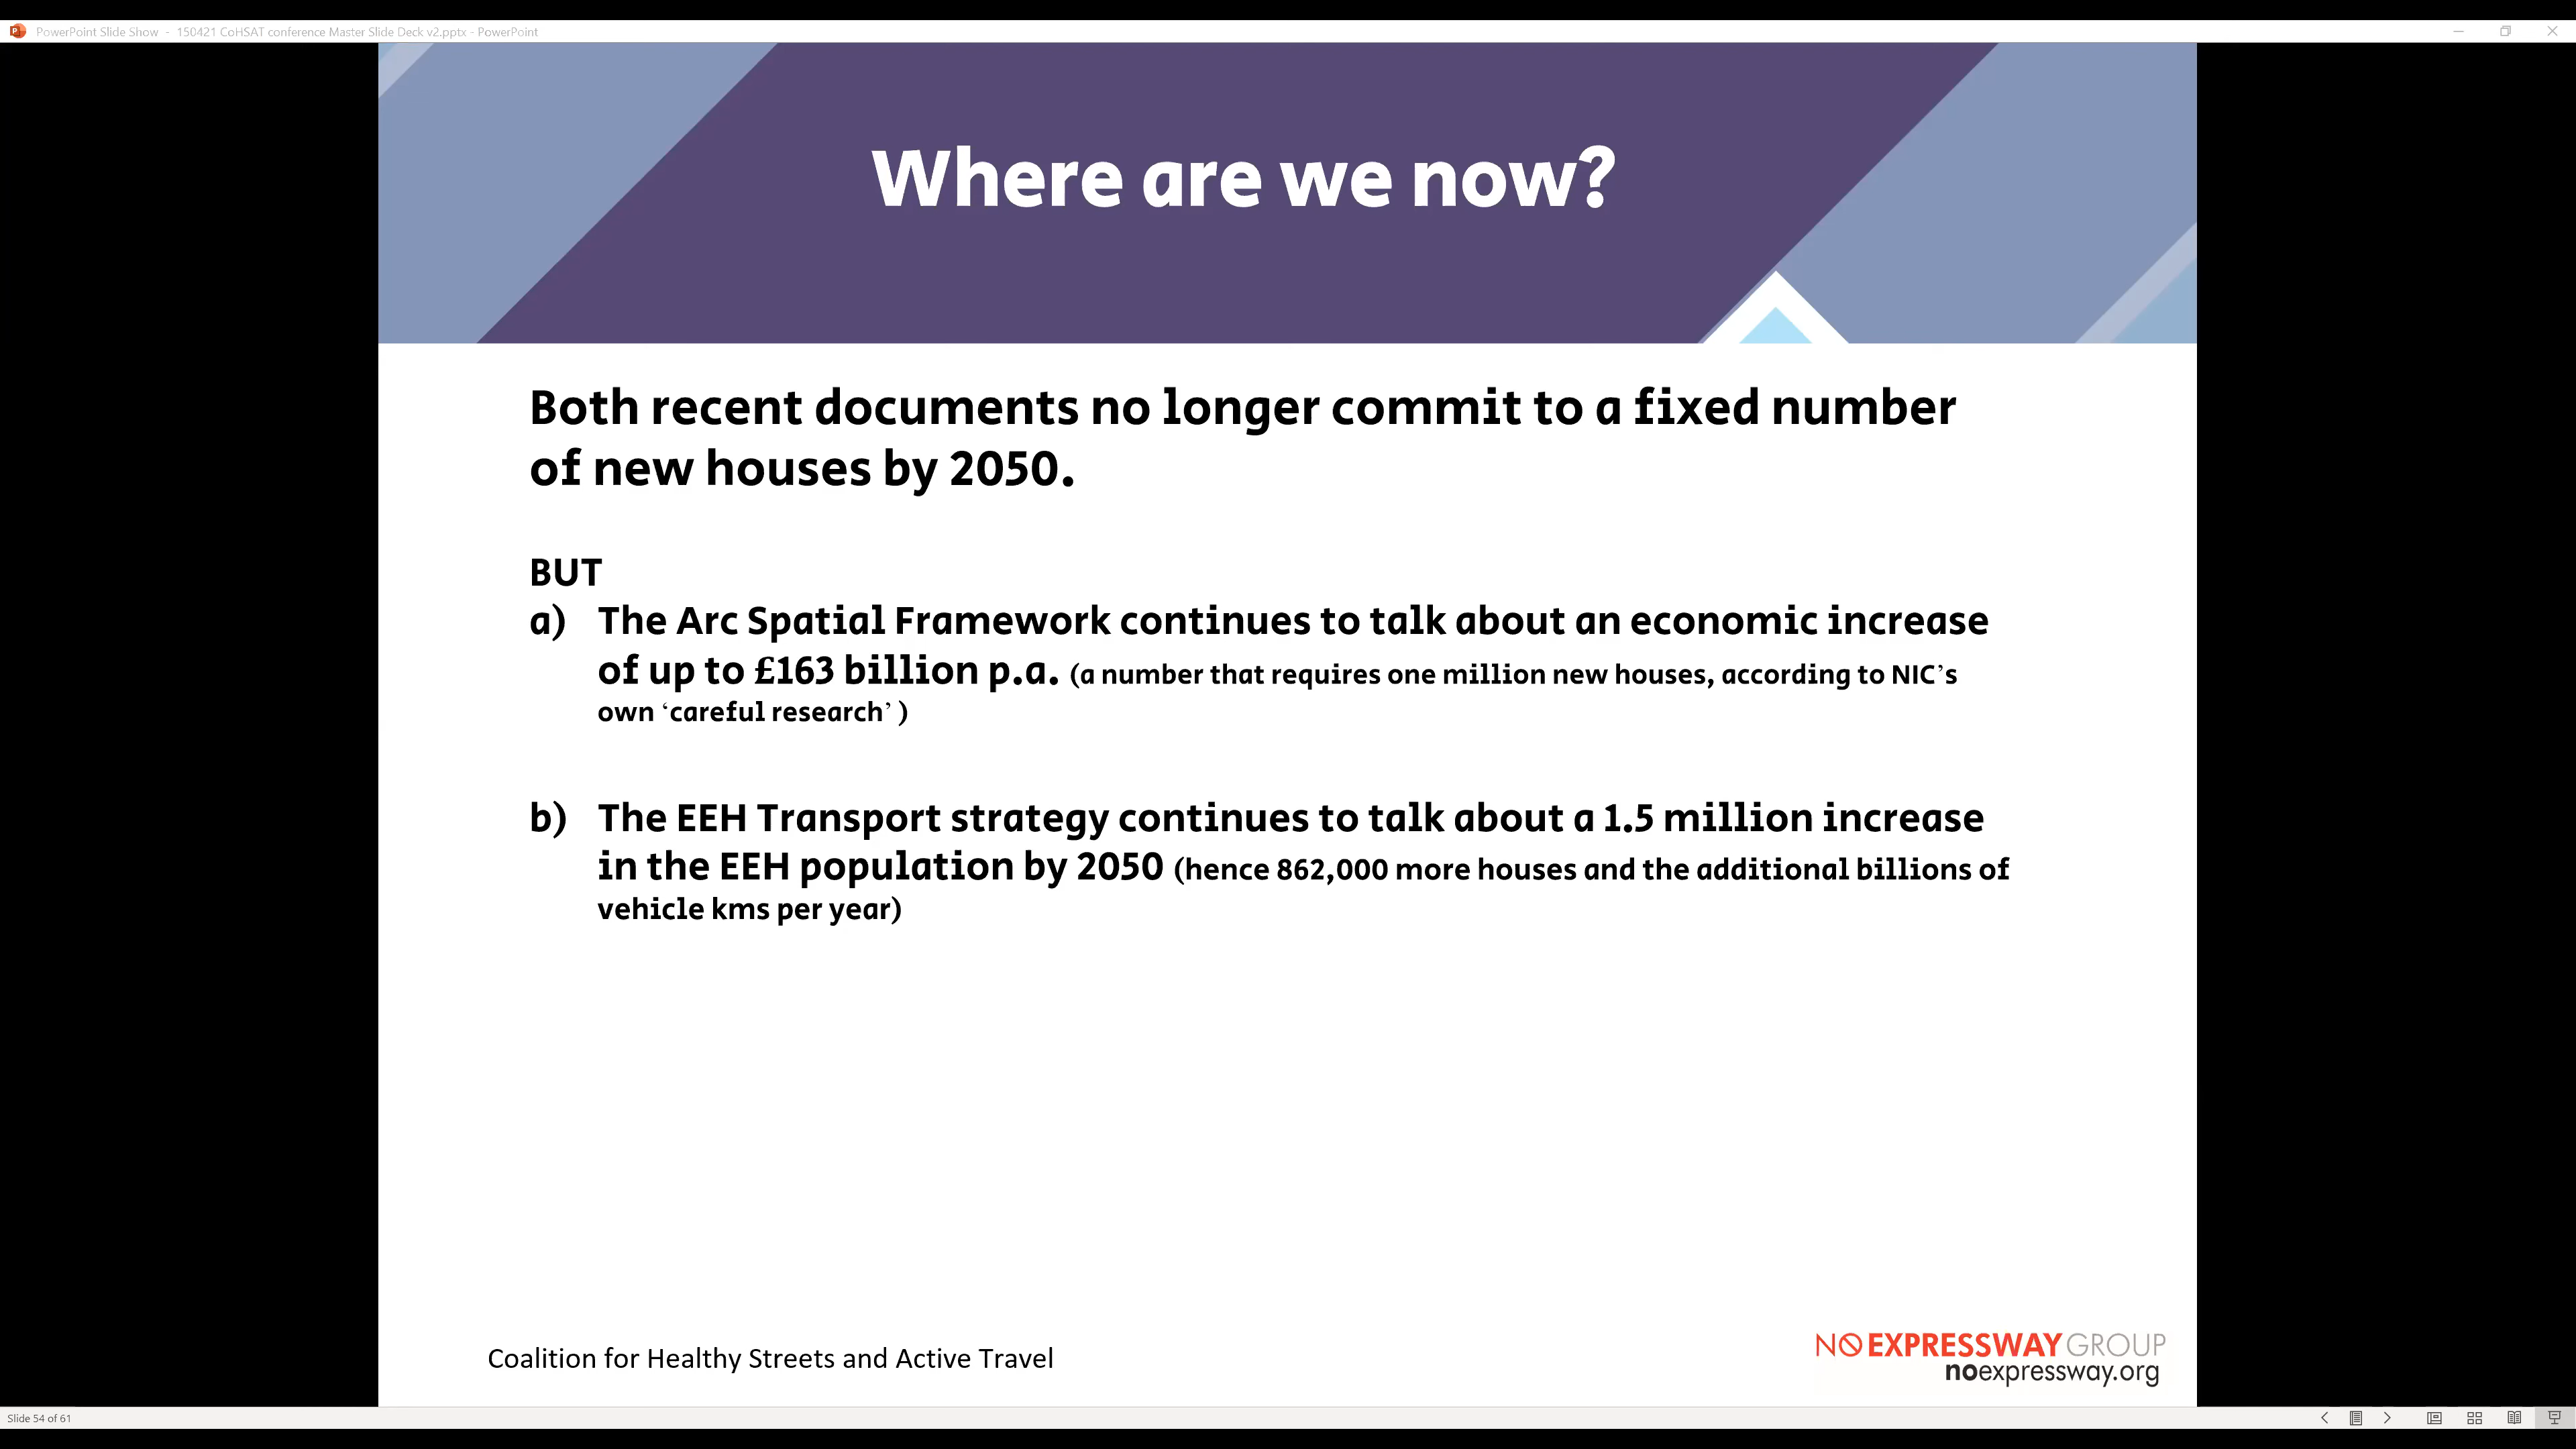 PowerPoint Slide Show - 150421 CoHSAT conference Master Slide Deck v2.pptx - PowerPoint
Where are we now?
Both recent documents no longer commit to a fixed number
of new houses by 2050.
BUT
a) The Arc Spatial Framework continues to talk about an economic increase
of up to £163 billion p.a. (a number that requires one million new houses, according to NIC’s
own ‘careful research’ )
b) The EEH Transport strategy continues to talk about a 1.5 million increase
in the EEH population by 2050 (hence 862,000 more houses and the additional billions of
vehicle kms per year)
Coalition for Healthy Streets and Active Travel
NO EXPRESSWAY GROUP
noexpressway.org
Slide 54 of 61